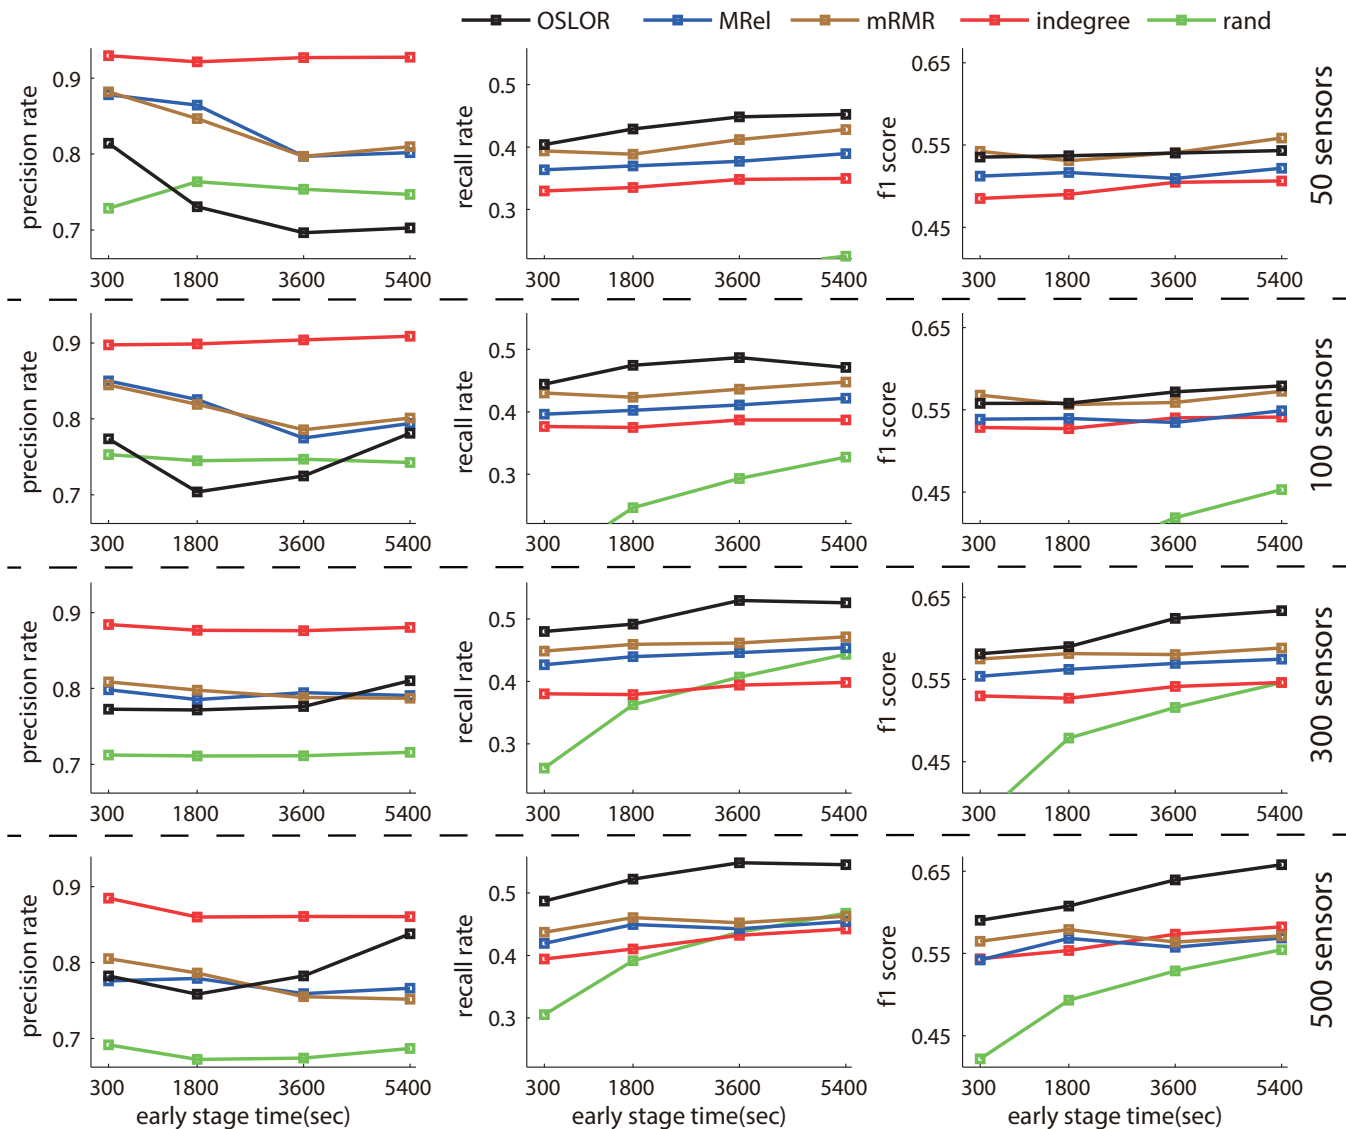 OSLOR MRel mRMR indegree rand
precision rate
0.9
0.8
0.7
300 1800 3600 5400
recall rate
0.5
0.4
0.3
300 1800 3600 5400
f1 score
0.65
0.55
0.45
300 1800 3600 5400
50 sensors
precision rate
0.9
0.8
0.7
300 1800 3600 5400
recall rate
0.5
0.4
0.3
300 1800 3600 5400
f1 score
0.65
0.55
0.45
300 1800 3600 5400
100 sensors
precision rate
0.9
0.8
0.7
300 1800 3600 5400
recall rate
0.5
0.4
0.3
300 1800 3600 5400
f1 score
0.65
0.55
0.45
300 1800 3600 5400
300 sensors
precision rate
0.9
0.8
0.7
300 1800 3600 5400
early stage time(sec)
recall rate
0.5
0.4
0.3
300 1800 3600 5400
early stage time(sec)
f1 score
0.65
0.55
0.45
300 1800 3600 5400
early stage time(sec)
500 sensors